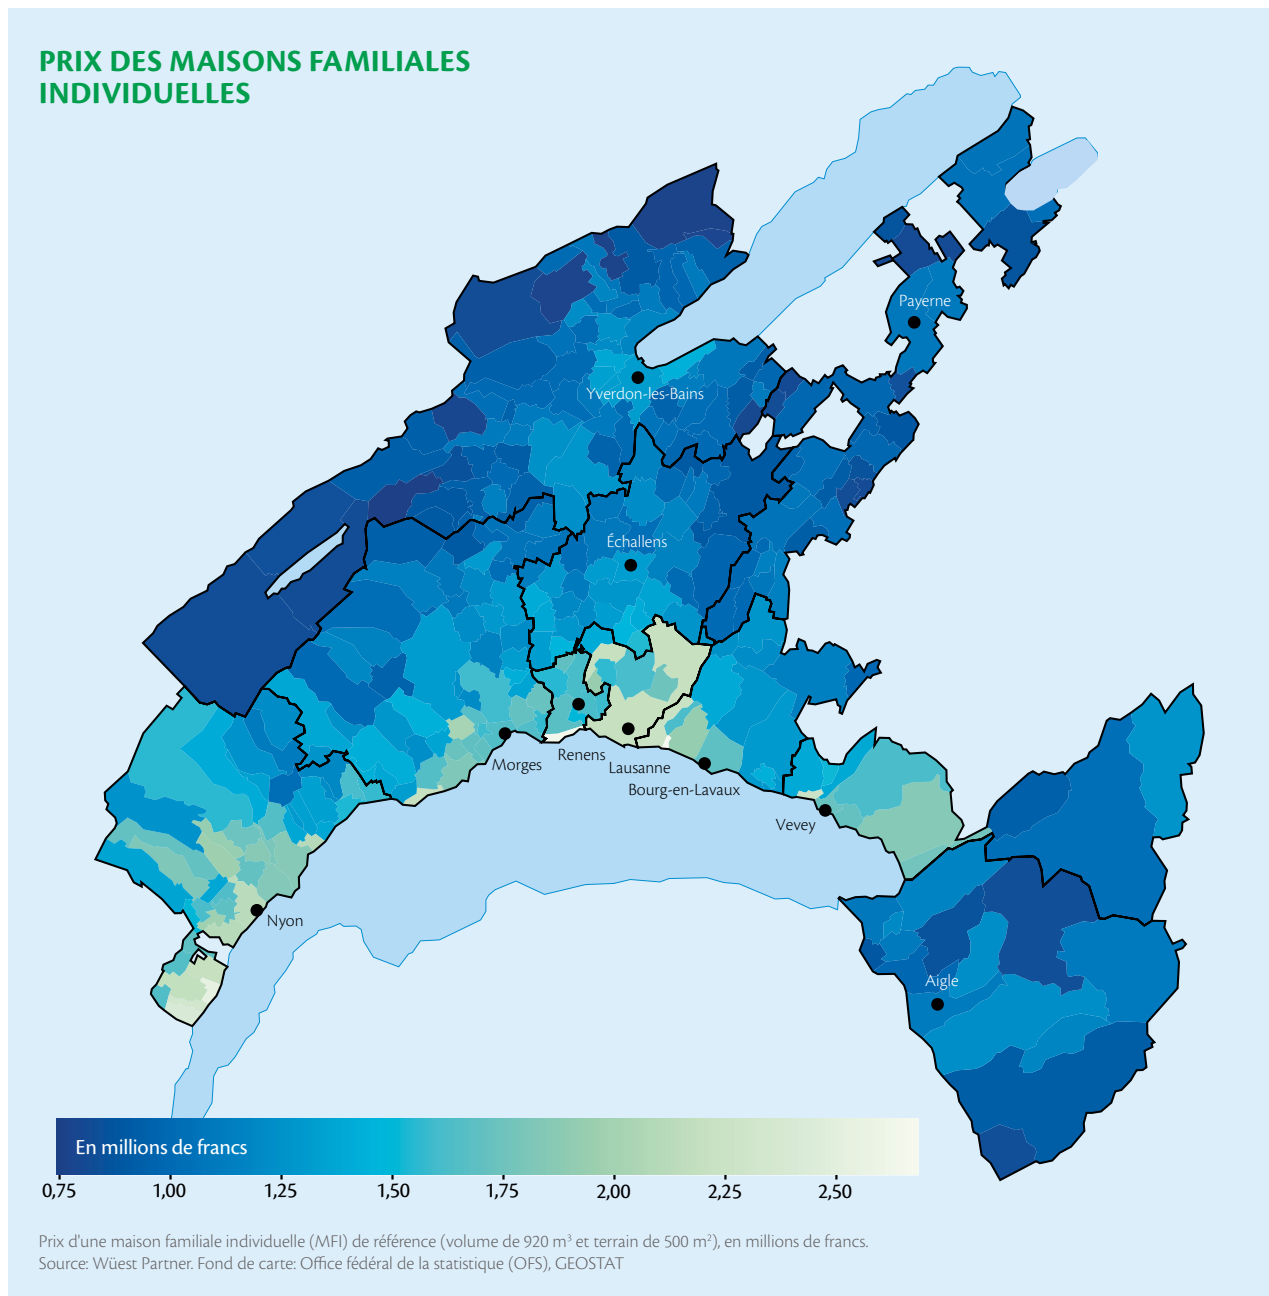 PRIX DES MAISONS FAMILIALES
INDIVIDUELLES
Payerne
Yverdon-les-Bains
Échallens
Morges
Renens
Lausanne
Bourg-en-Lavaux
Vevey
Nyon
Aigle
En millions de francs
0,75 1,00 1,25 1,50 1,75 2,00 2,25 2,50
Prix d'une maison familiale individuelle (MFI) de référence (volume de 920 m³ et terrain de 500 m²), en millions de francs.
Source: Wüest Partner. Fond de carte: Office fédéral de la statistique (OFS), GEOSTAT